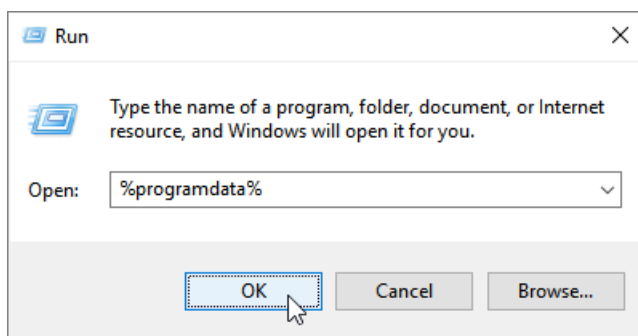 Run
Type the name of a program, folder, document, or Internet
resource, and Windows will open it for you.
Open: %programdata%
OK Cancel Browse...